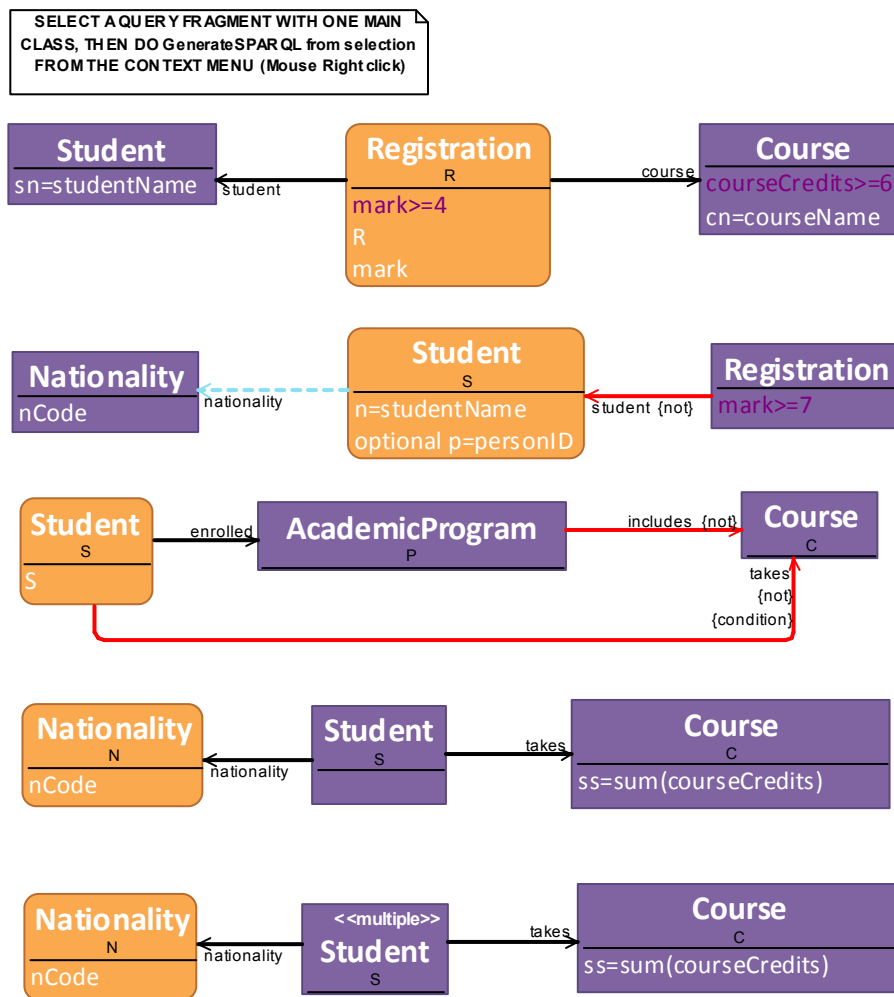 SELECT A QUERY FRAGMENT WITH ONE MAIN
CLASS, THEN DO GenerateSPARQL from selection
FROM THE CONTEXT MENU (Mouse Right click)
Student
sn=studentName
student
Registration
R
mark>=4
R
mark
course
Course
courseCredits>=6
cn=courseName
Nationality
nCode
nationality
Student
S
n=studentName
optional p=personID
student {not}
Registration
mark>=7
Student
S
S
enrolled
AcademicProgram
P
includes {not}
Course
C
takes
{not}
{condition}
Nationality
N
nCode
nationality
Student
S
takes
Course
C
ss=sum(courseCredits)
Nationality
N
nCode
nationality
<<multiple>>
Student
S
takes
Course
C
ss=sum(courseCredits)